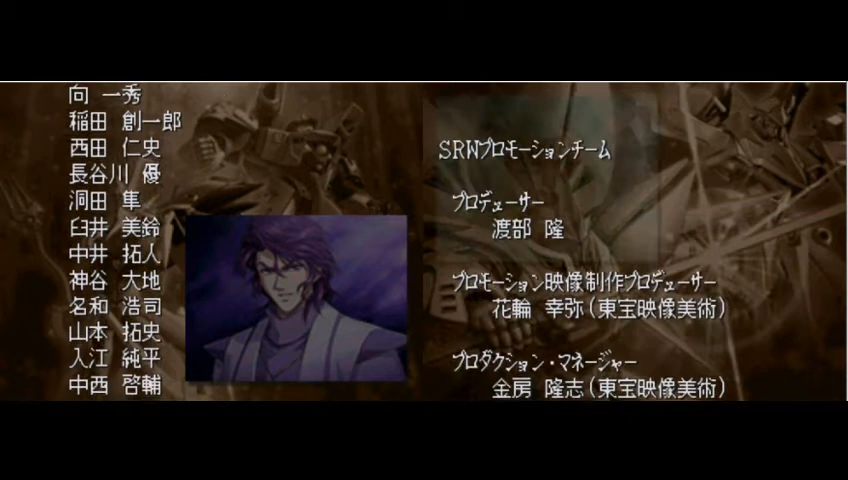 向 一秀
稲田 創一郎
西田 仁史
長谷川 優
洞田 隼
臼井 美鈴
中井 拓人
神谷 大地
名和 浩司
山本 拓史
入江 純平
中西 啓輔
SRWプロモーションチーム
プロデューサー
渡部 隆
プロモーション映像制作プロデューサー
花輪 幸弥(東宝映像美術)
プロダクション・マネージャー
金房 隆志(東宝映像美術)